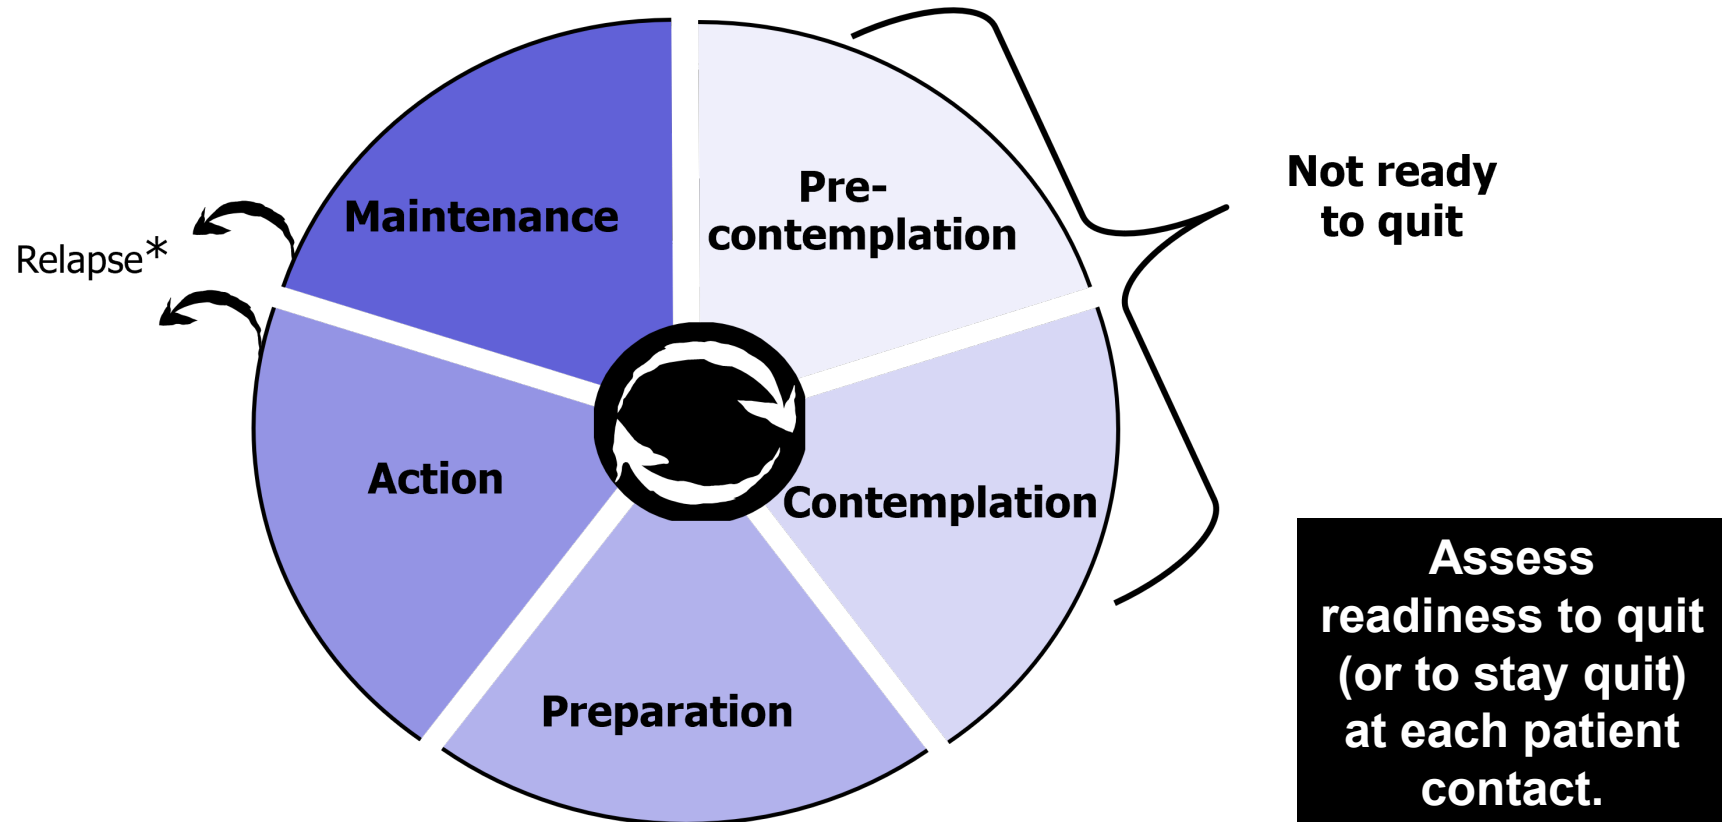 Maintenance
Pre-
contemplation
Not ready
to quit
Relapse*
Action
Contemplation
Preparation
Assess
readiness to quit
(or to stay quit)
at each patient
contact.